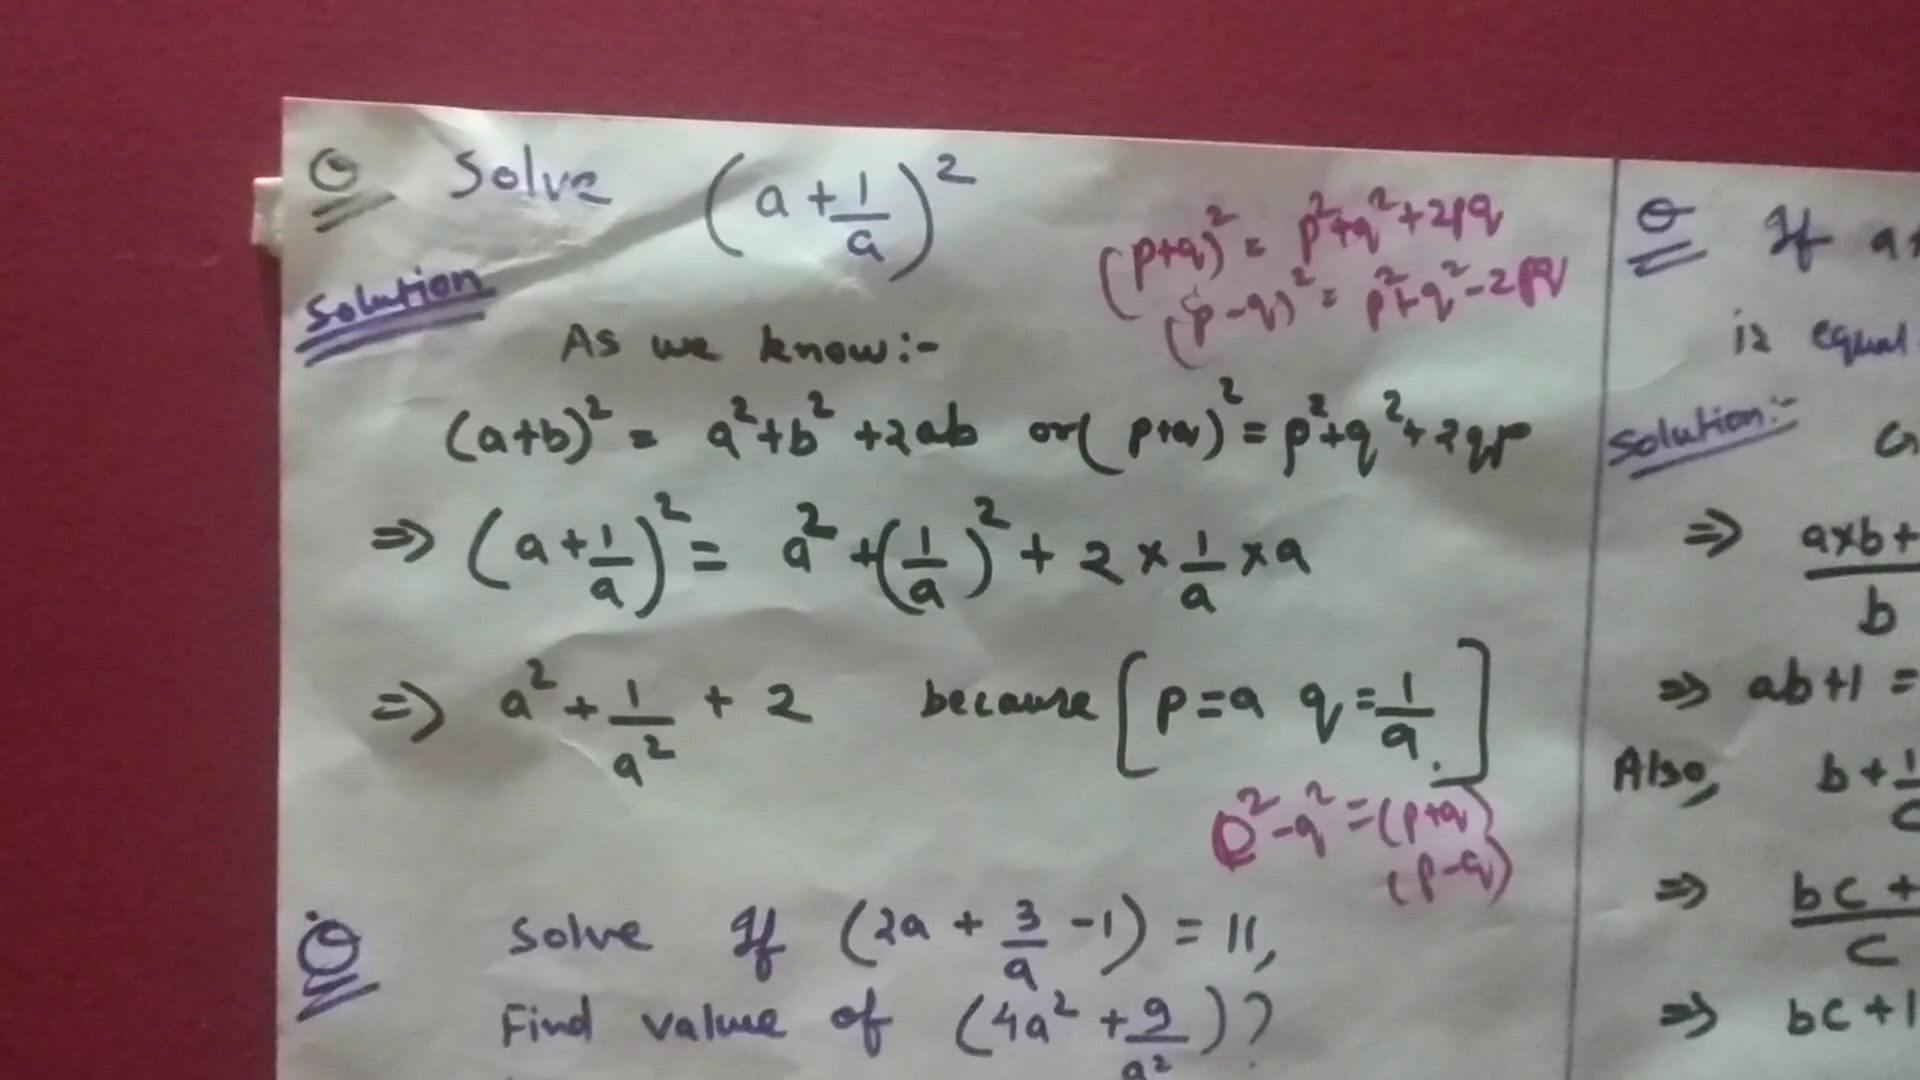 Q Solve (a + 1/a)²
(p+q)² = p²+q²+2pq
(p-q)² = p²+q²-2pq
Solution
As we know:-
(a+b)² = a²+b²+2ab or (p+q)² = p²+q²+2qp
⇒ (a + 1/a)² = a² + (1/a)² + 2 × 1/a × a
⇒ a² + 1/a² + 2 because [p=a q=1/a.]
p²-q² = (p+q)
(p-q)
Q Solve If (2a + 3/a - 1) = 11,
Find value of (4a² + 9/a²)?
Q If a
is equal
Solution:-
⇒ a×b+
b
⇒ ab+1 =
Also, b+1/c
⇒ bc+
c
⇒ bc+1